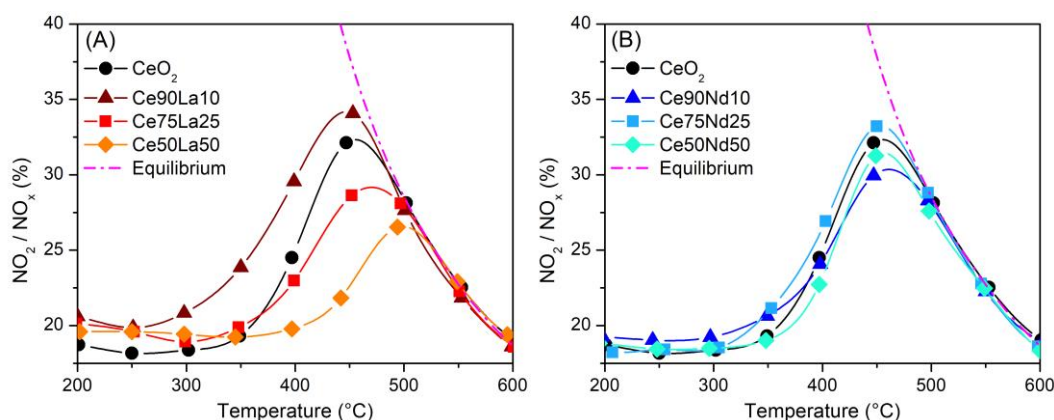 (A)
CeO₂
Ce90La10
Ce75La25
Ce50La50
Equilibrium
NO₂ / NOₓ (%)
40
35
30
25
20
200 300 400 500 600
Temperature (°C)
(B)
CeO₂
Ce90Nd10
Ce75Nd25
Ce50Nd50
Equilibrium
NO₂ / NOₓ (%)
40
35
30
25
20
200 300 400 500 600
Temperature (°C)